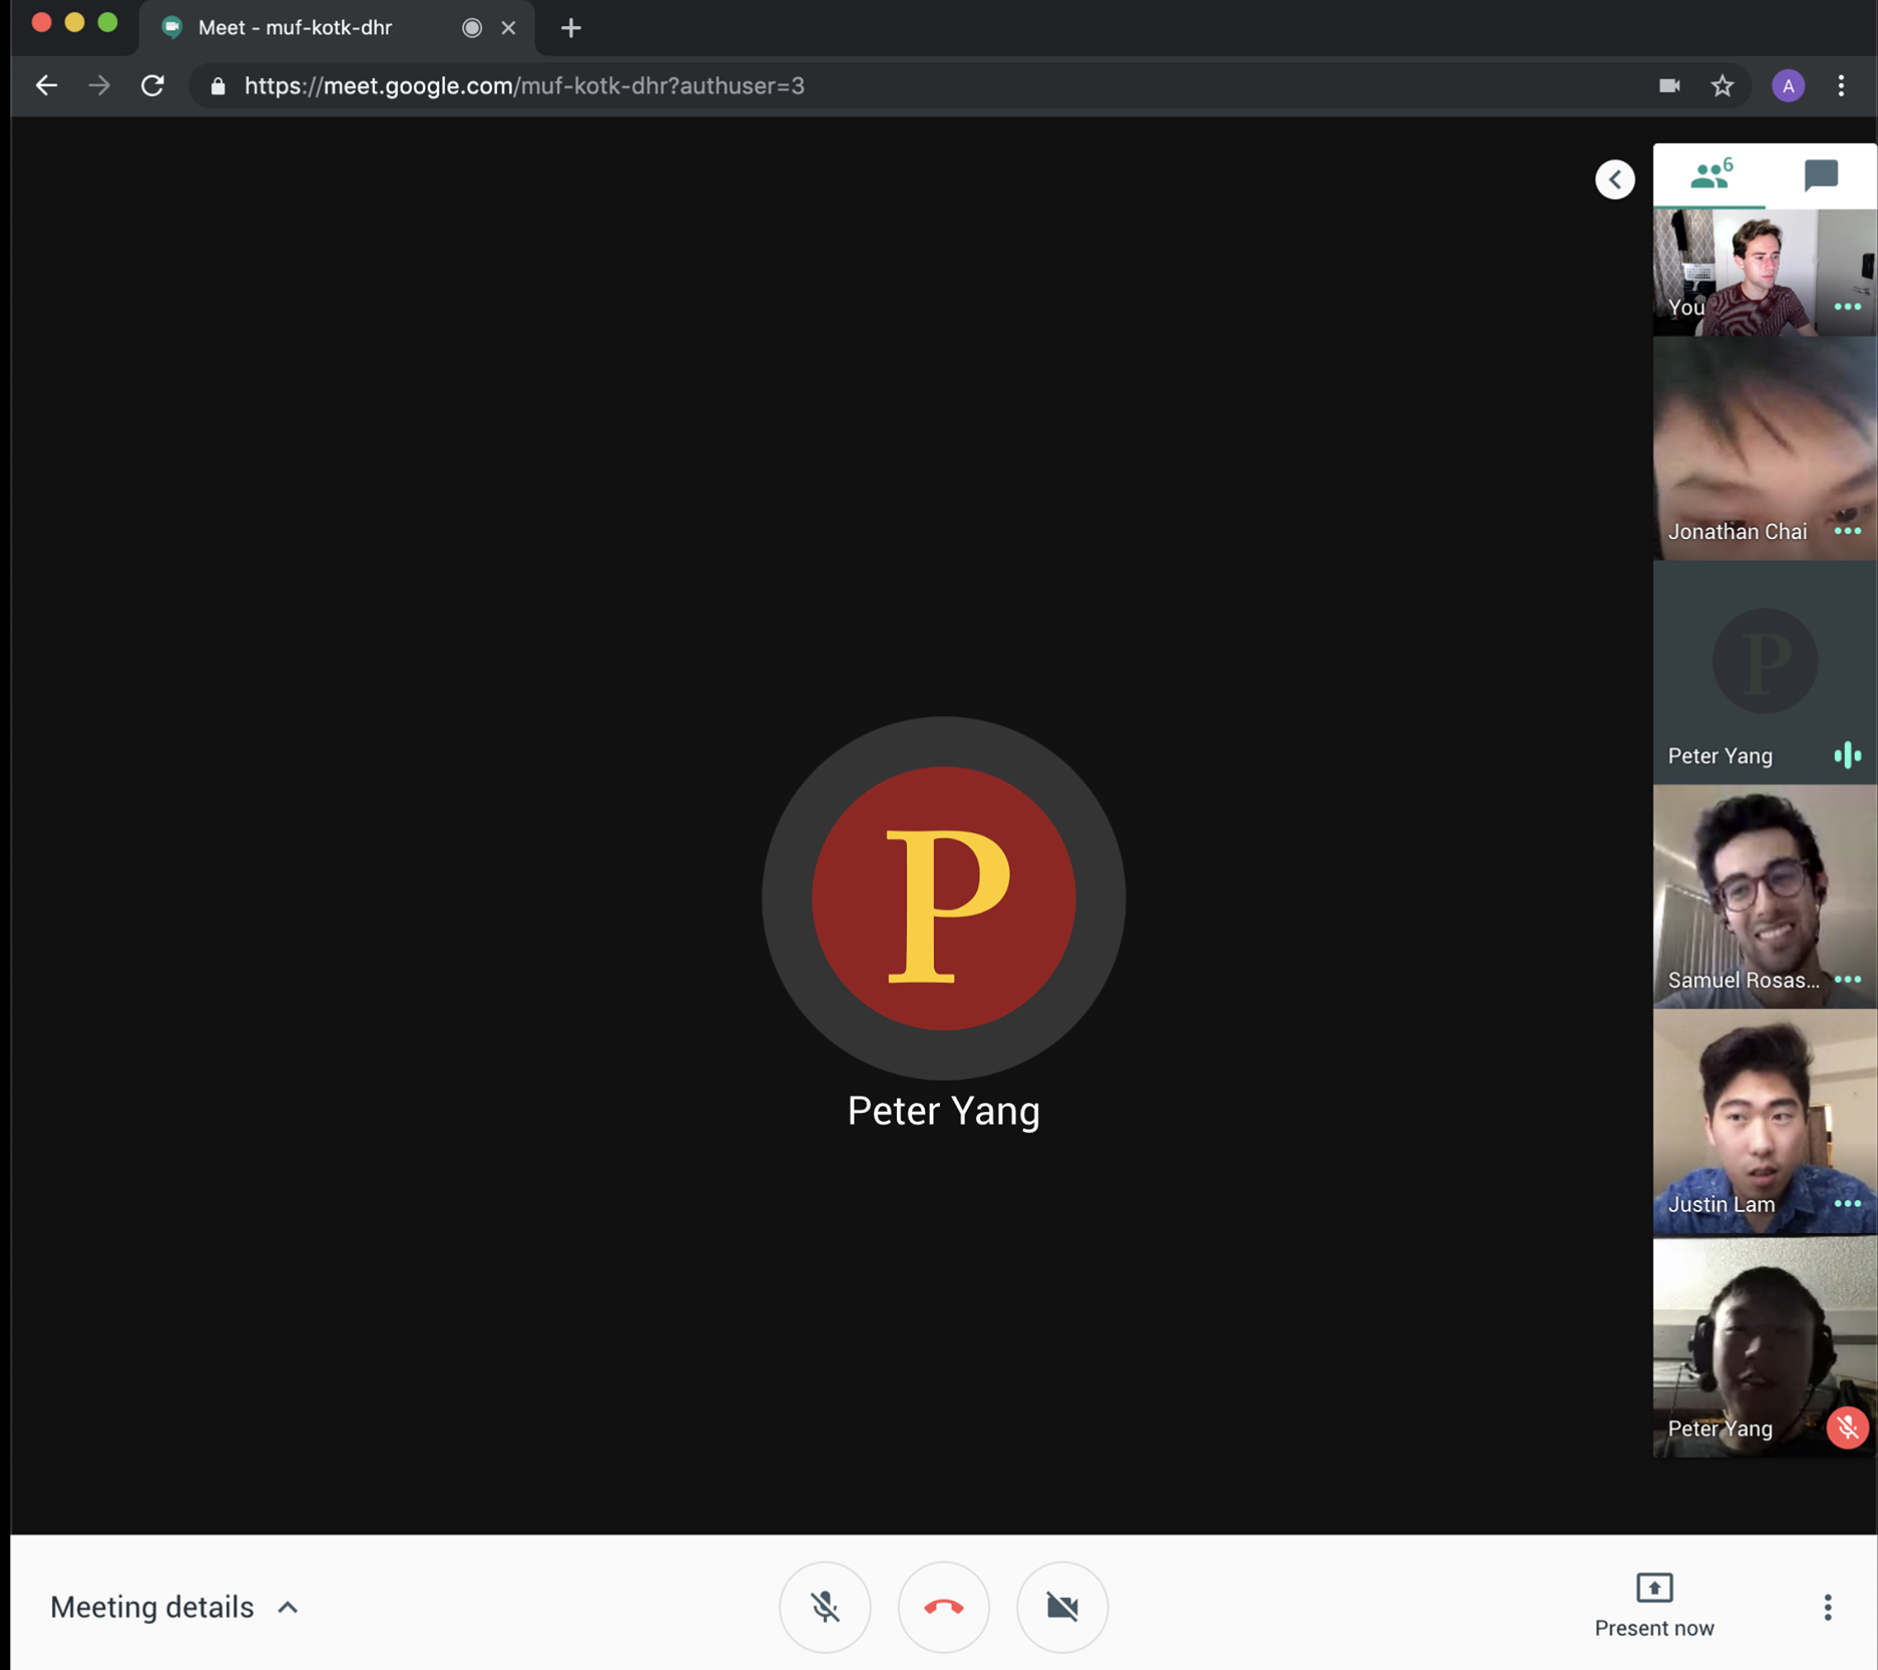 Meet - muf-kotk-dhr
https://meet.google.com/muf-kotk-dhr?authuser=3
A
6
You
Jonathan Chai
P
Peter Yang
Samuel Rosas...
P
Peter Yang
Justin Lam
Peter Yang
Meeting details
Present now